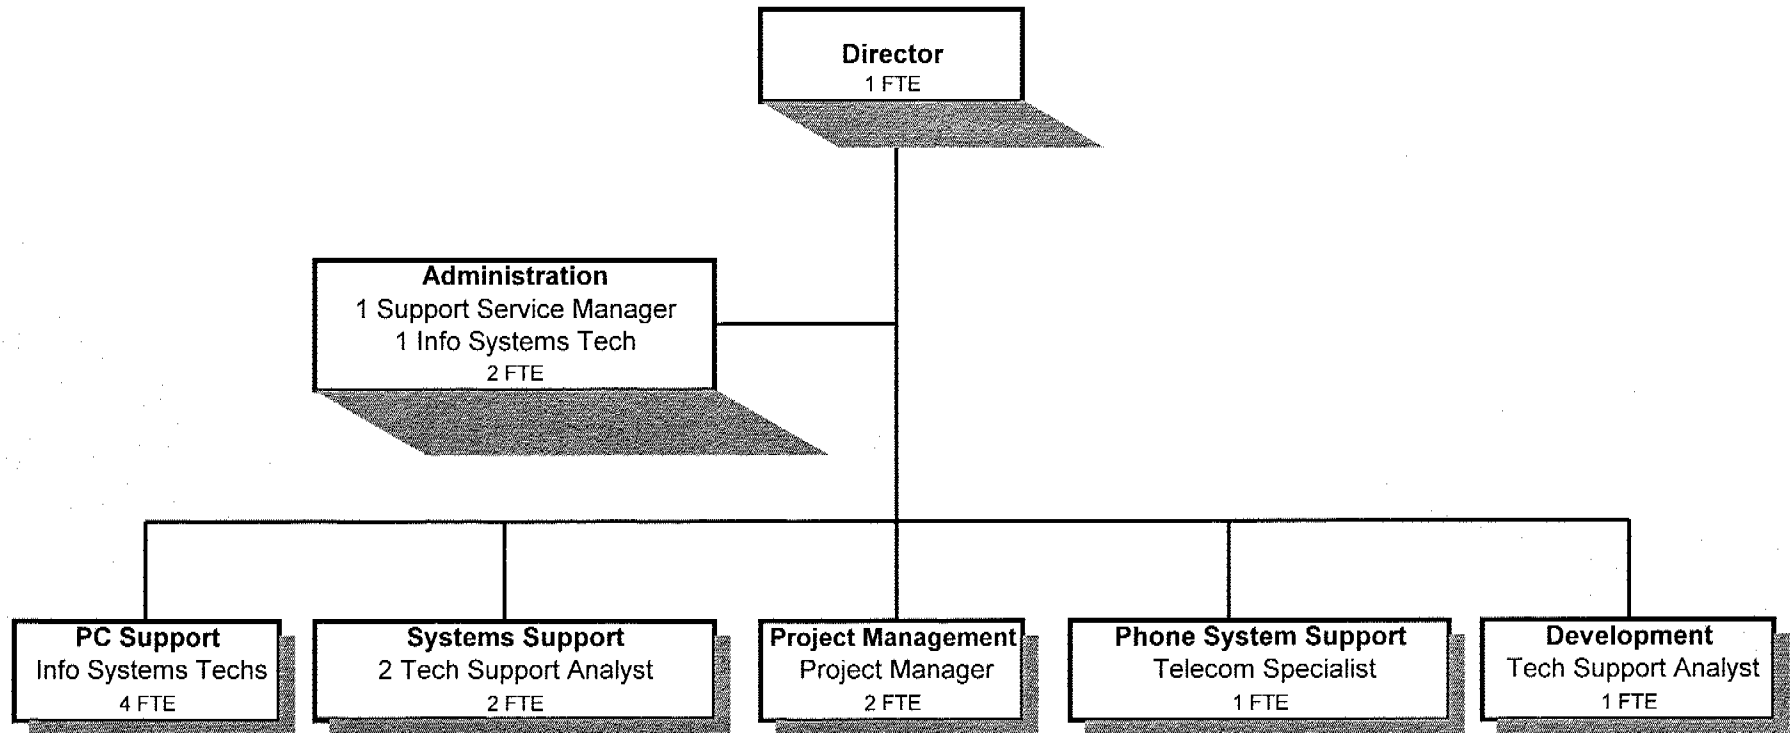 Director
1 FTE
Administration
1 Support Service Manager
1 Info Systems Tech
2 FTE
PC Support
Info Systems Techs
4 FTE
Systems Support
2 Tech Support Analyst
2 FTE
Project Management
Project Manager
2 FTE
Phone System Support
Telecom Specialist
1 FTE
Development
Tech Support Analyst
1 FTE